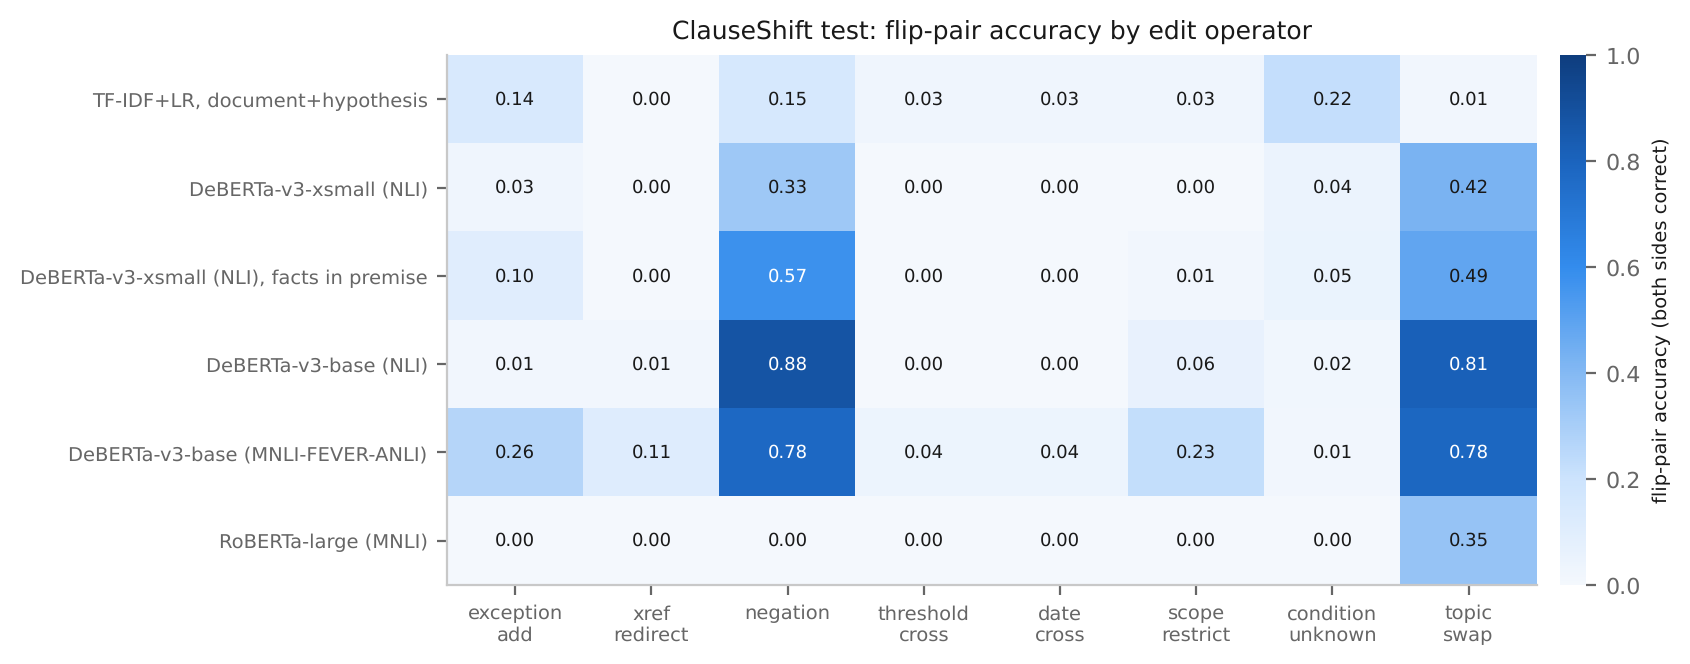 ClauseShift test: flip-pair accuracy by edit operator
TF-IDF+LR, document+hypothesis 0.14 0.00 0.15 0.03 0.03 0.03 0.22 0.01
DeBERTa-v3-xsmall (NLI) 0.03 0.00 0.33 0.00 0.00 0.00 0.04 0.42
DeBERTa-v3-xsmall (NLI), facts in premise 0.10 0.00 0.57 0.00 0.00 0.01 0.05 0.49
DeBERTa-v3-base (NLI) 0.01 0.01 0.88 0.00 0.00 0.06 0.02 0.81
DeBERTa-v3-base (MNLI-FEVER-ANLI) 0.26 0.11 0.78 0.04 0.04 0.23 0.01 0.78
RoBERTa-large (MNLI) 0.00 0.00 0.00 0.00 0.00 0.00 0.00 0.35
exception add
xref redirect
negation
threshold cross
date cross
scope restrict
condition unknown
topic swap
1.0
0.8
0.6
0.4
0.2
0.0
flip-pair accuracy (both sides correct)